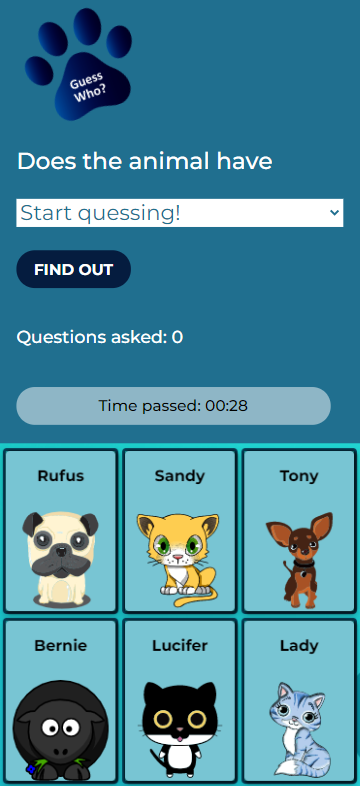 Guess
Who?
Does the animal have
Start quessing!
FIND OUT
Questions asked: 0
Time passed: 00:28
Rufus
Sandy
Tony
Bernie
Lucifer
Lady